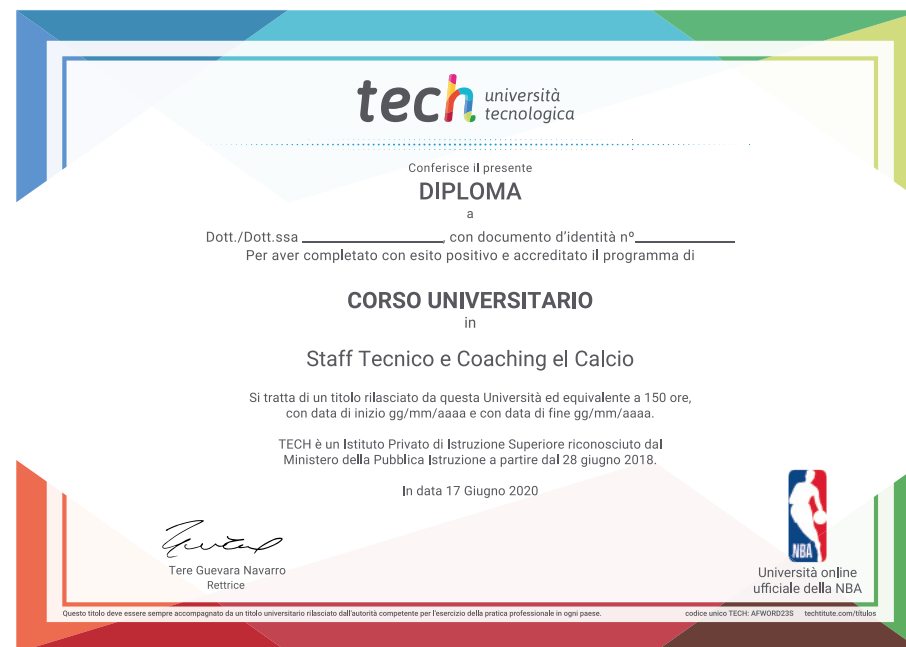 tech università
tecnologica
Conferisce il presente
DIPLOMA
a
Dott./Dott.ssa ____________________, con documento d'identità nº______________
Per aver completato con esito positivo e accreditato il programma di
CORSO UNIVERSITARIO
in
Staff Tecnico e Coaching el Calcio
Si tratta di un titolo rilasciato da questa Università ed equivalente a 150 ore,
con data di inizio gg/mm/aaaa e con data di fine gg/mm/aaaa.
TECH è un Istituto Privato di Istruzione Superiore riconosciuto dal
Ministero della Pubblica Istruzione a partire dal 28 giugno 2018.
In data 17 Giugno 2020
Tere Guevara Navarro
Rettrice
NBA
Università online
ufficiale della NBA
Questo titolo deve essere sempre accompagnato da un titolo universitario rilasciato dall'autorità competente per l'esercizio della pratica professionale in ogni paese.
codice unico TECH: AFWORD23S techtitute.com/titulos